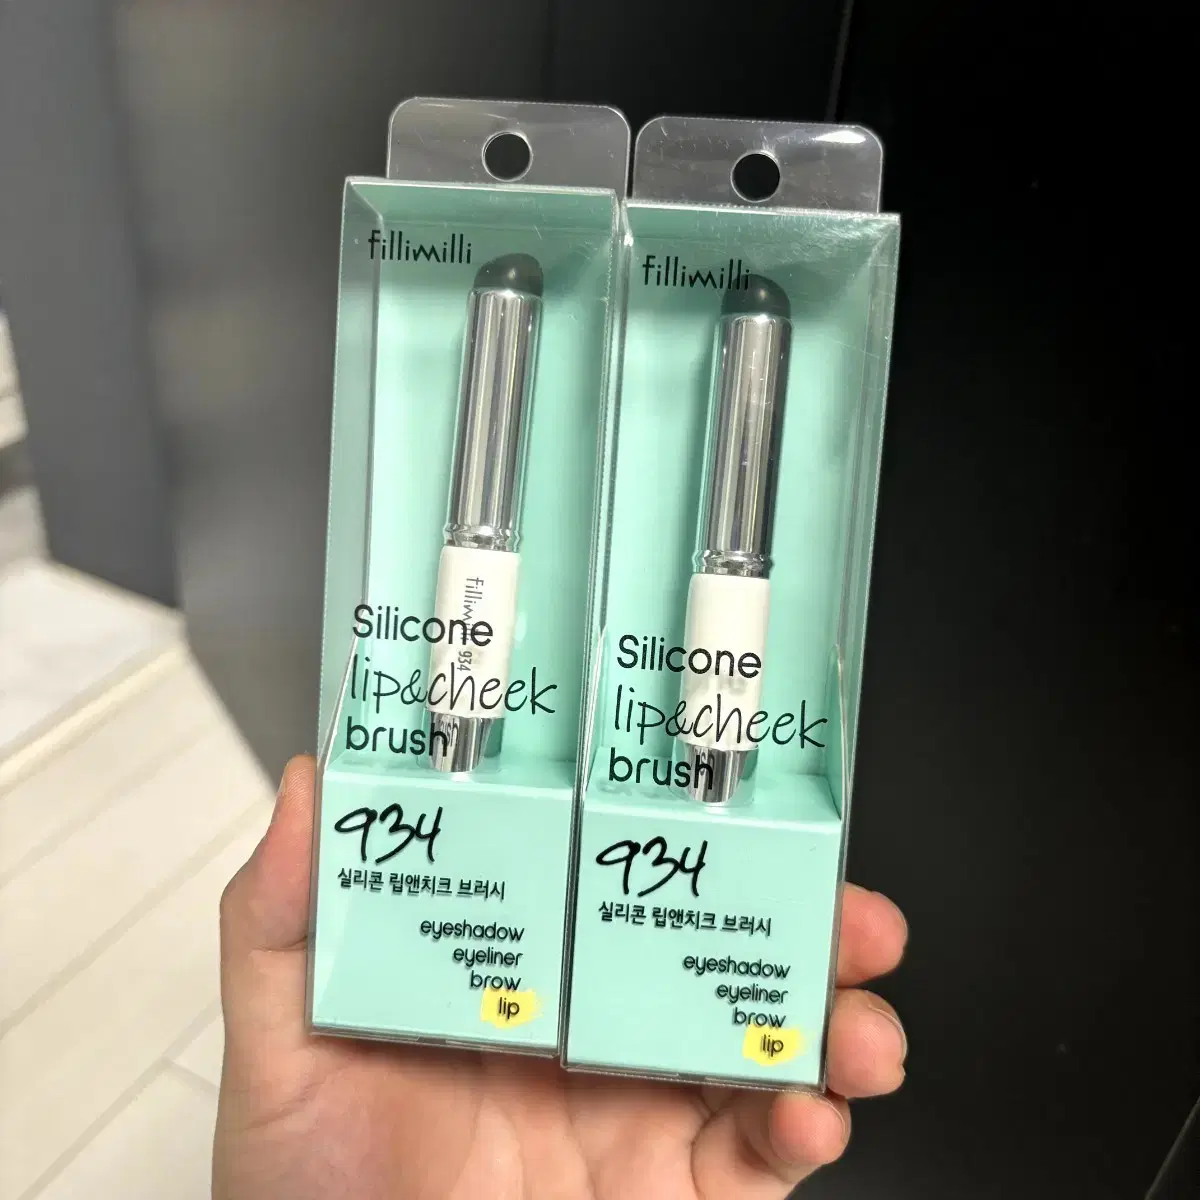 fillimilli
fillimilli 934
Silicone
lip&cheek
brush
934
실리콘 립앤치크 브러시
eyeshadow
eyeliner
brow
lip
fillimilli
Silicone
lip&cheek
brush
934
실리콘 립앤치크 브러시
eyeshadow
eyeliner
brow
lip